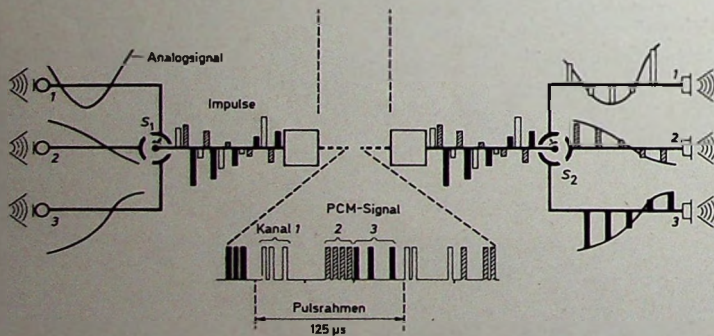 Analogsignal
1
Impulse
S1
2
3
1
2
S2
3
PCM-Signal
Kanal 1 2 3
Pulsrahmen
125 µs